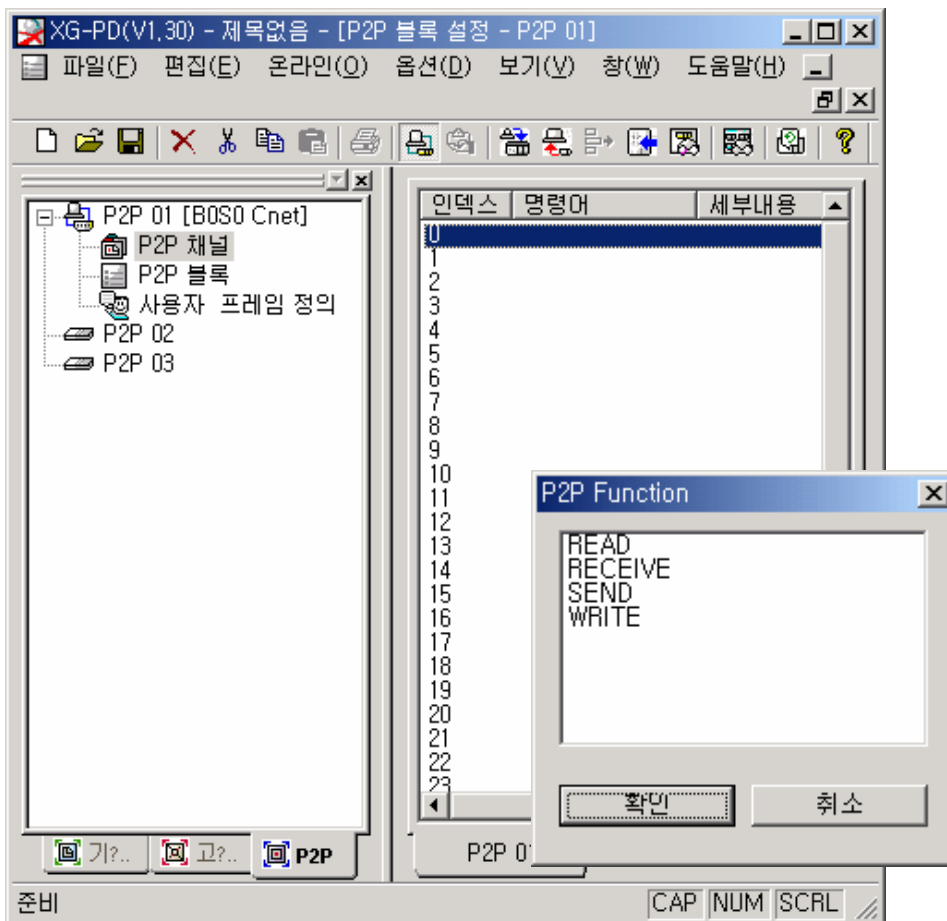 XG-PD(V1,30) - 제목없음 - [P2P 블록 설정 - P2P 01]
파일(F) 편집(E) 온라인(O) 옵션(D) 보기(V) 창(W) 도움말(H)
P2P 01 [B0S0 Cnet]
P2P 채널
P2P 블록
사용자 프레임 정의
P2P 02
P2P 03
기?..
고?..
P2P
인덱스 명령어 세부내용
0
1
2
3
4
5
6
7
8
9
10
11
12
13
14
15
16
17
18
19
20
21
22
23
P2P 0
P2P Function
READ
RECEIVE
SEND
WRITE
확인 취소
준비 CAP NUM SCRL